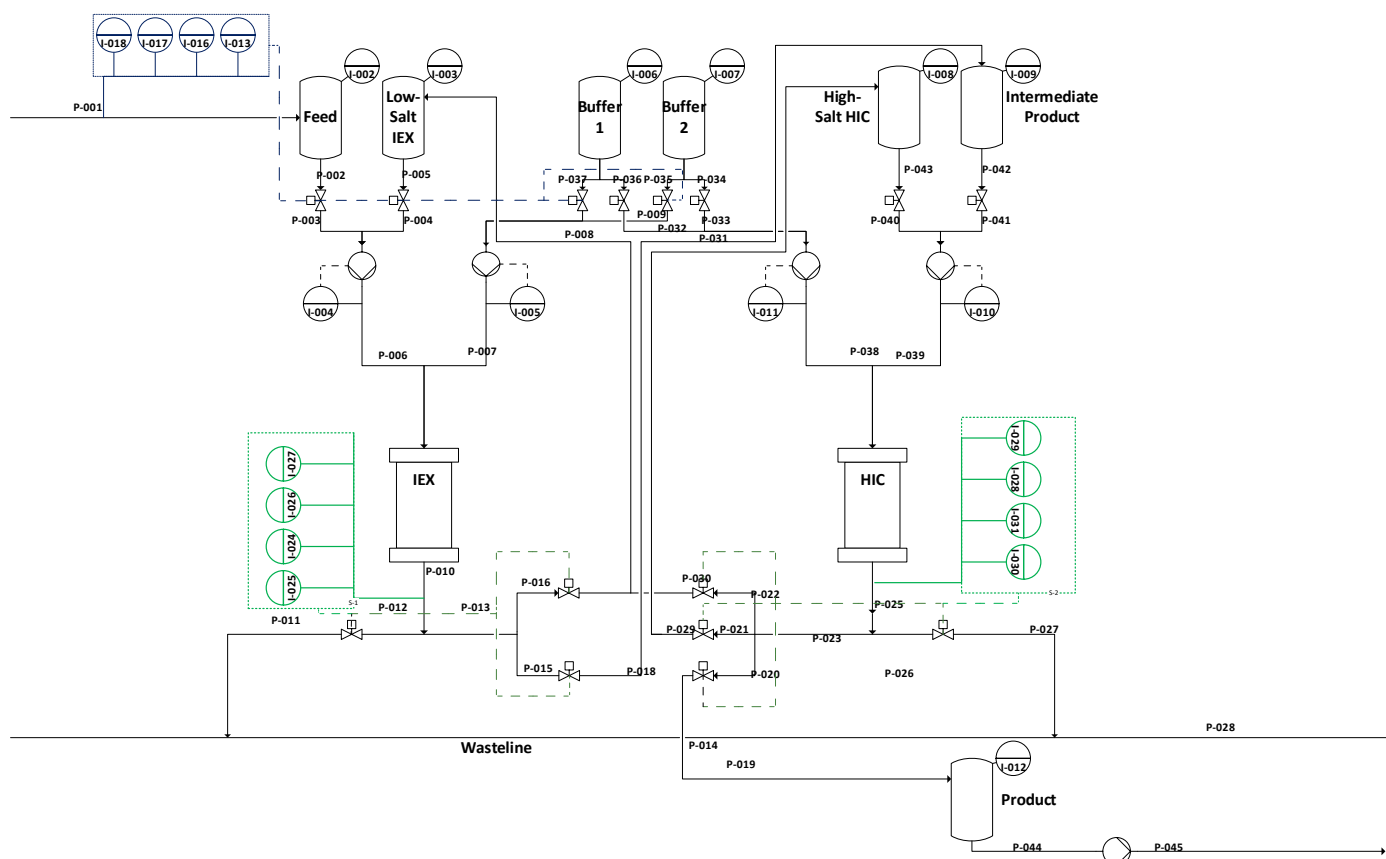 I-018 I-017 I-016 I-013
I-002 I-003 I-006 I-007 I-008 I-009
P-001
Feed
Low-
Salt
IEX
Buffer
1
Buffer
2
High-
Salt HIC
Intermediate
Product
P-002 P-005 P-043 P-042
P-037 P-036 P-035 P-034
P-003 P-004 P-009 P-033 P-040 P-041
P-008 P-032 P-031
I-004 I-005 I-011 I-010
P-006 P-007 P-038 P-039
I-027
I-026
I-024
I-025
S-1
IEX
HIC
I-029
I-028
I-031
I-030
S-2
P-010 P-016 P-030 P-022
P-011 P-012 P-013 P-025
P-029 P-021 P-023 P-027
P-015 P-018 P-020 P-026
Wasteline
P-028
P-014
P-019
I-012
Product
P-044 P-045